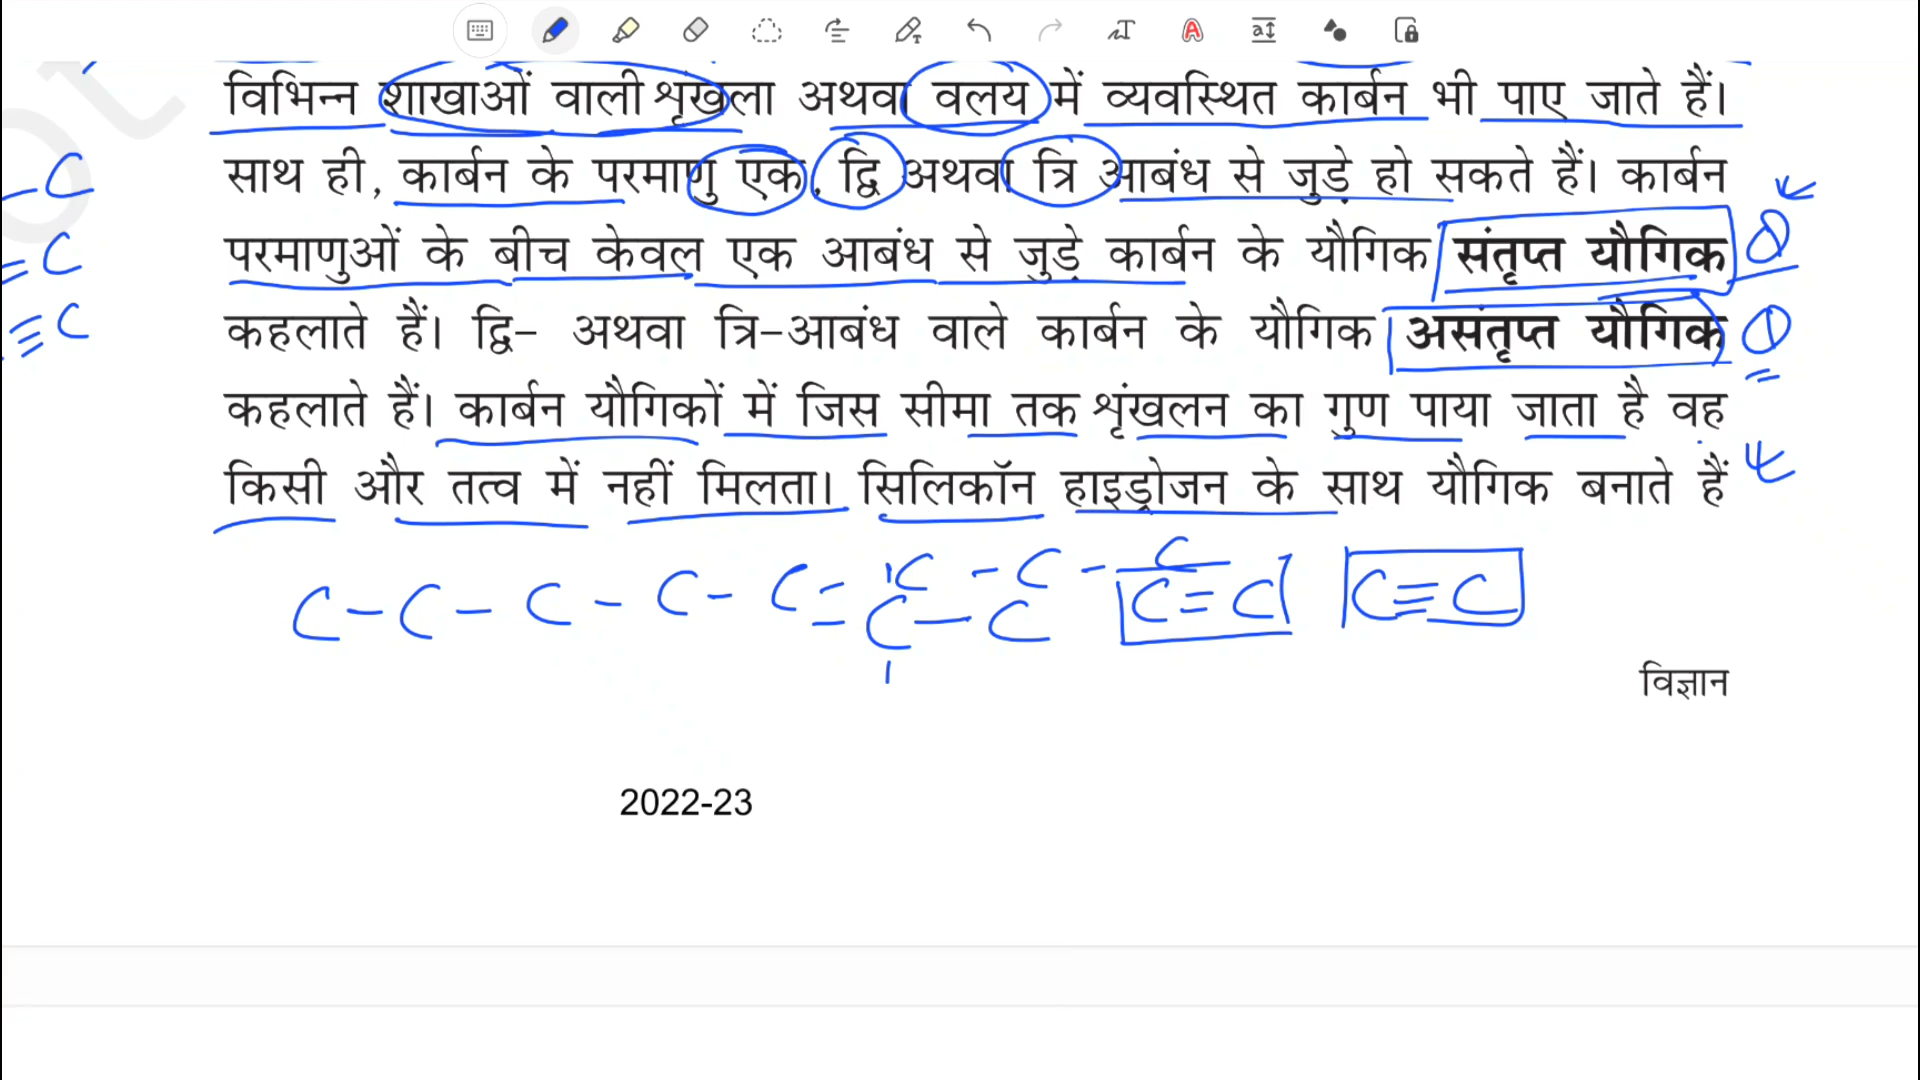 विभिन्न शाखाओं वाली शृंखला अथवा वलय में व्यवस्थित कार्बन भी पाए जाते हैं।
साथ ही, कार्बन के परमाणु एक, द्वि अथवा त्रि आबंध से जुड़े हो सकते हैं। कार्बन
-C
परमाणुओं के बीच केवल एक आबंध से जुड़े कार्बन के यौगिक संतृप्त यौगिक
=C
कहलाते हैं। द्वि- अथवा त्रि-आबंध वाले कार्बन के यौगिक असंतृप्त यौगिक
≡C
कहलाते हैं। कार्बन यौगिकों में जिस सीमा तक शृंखलन का गुण पाया जाता है वह
किसी और तत्व में नहीं मिलता। सिलिकॉन हाइड्रोजन के साथ यौगिक बनाते हैं
C - C - C
C - C - C - C - C = C - C C = C C ≡ C
विज्ञान
2022-23